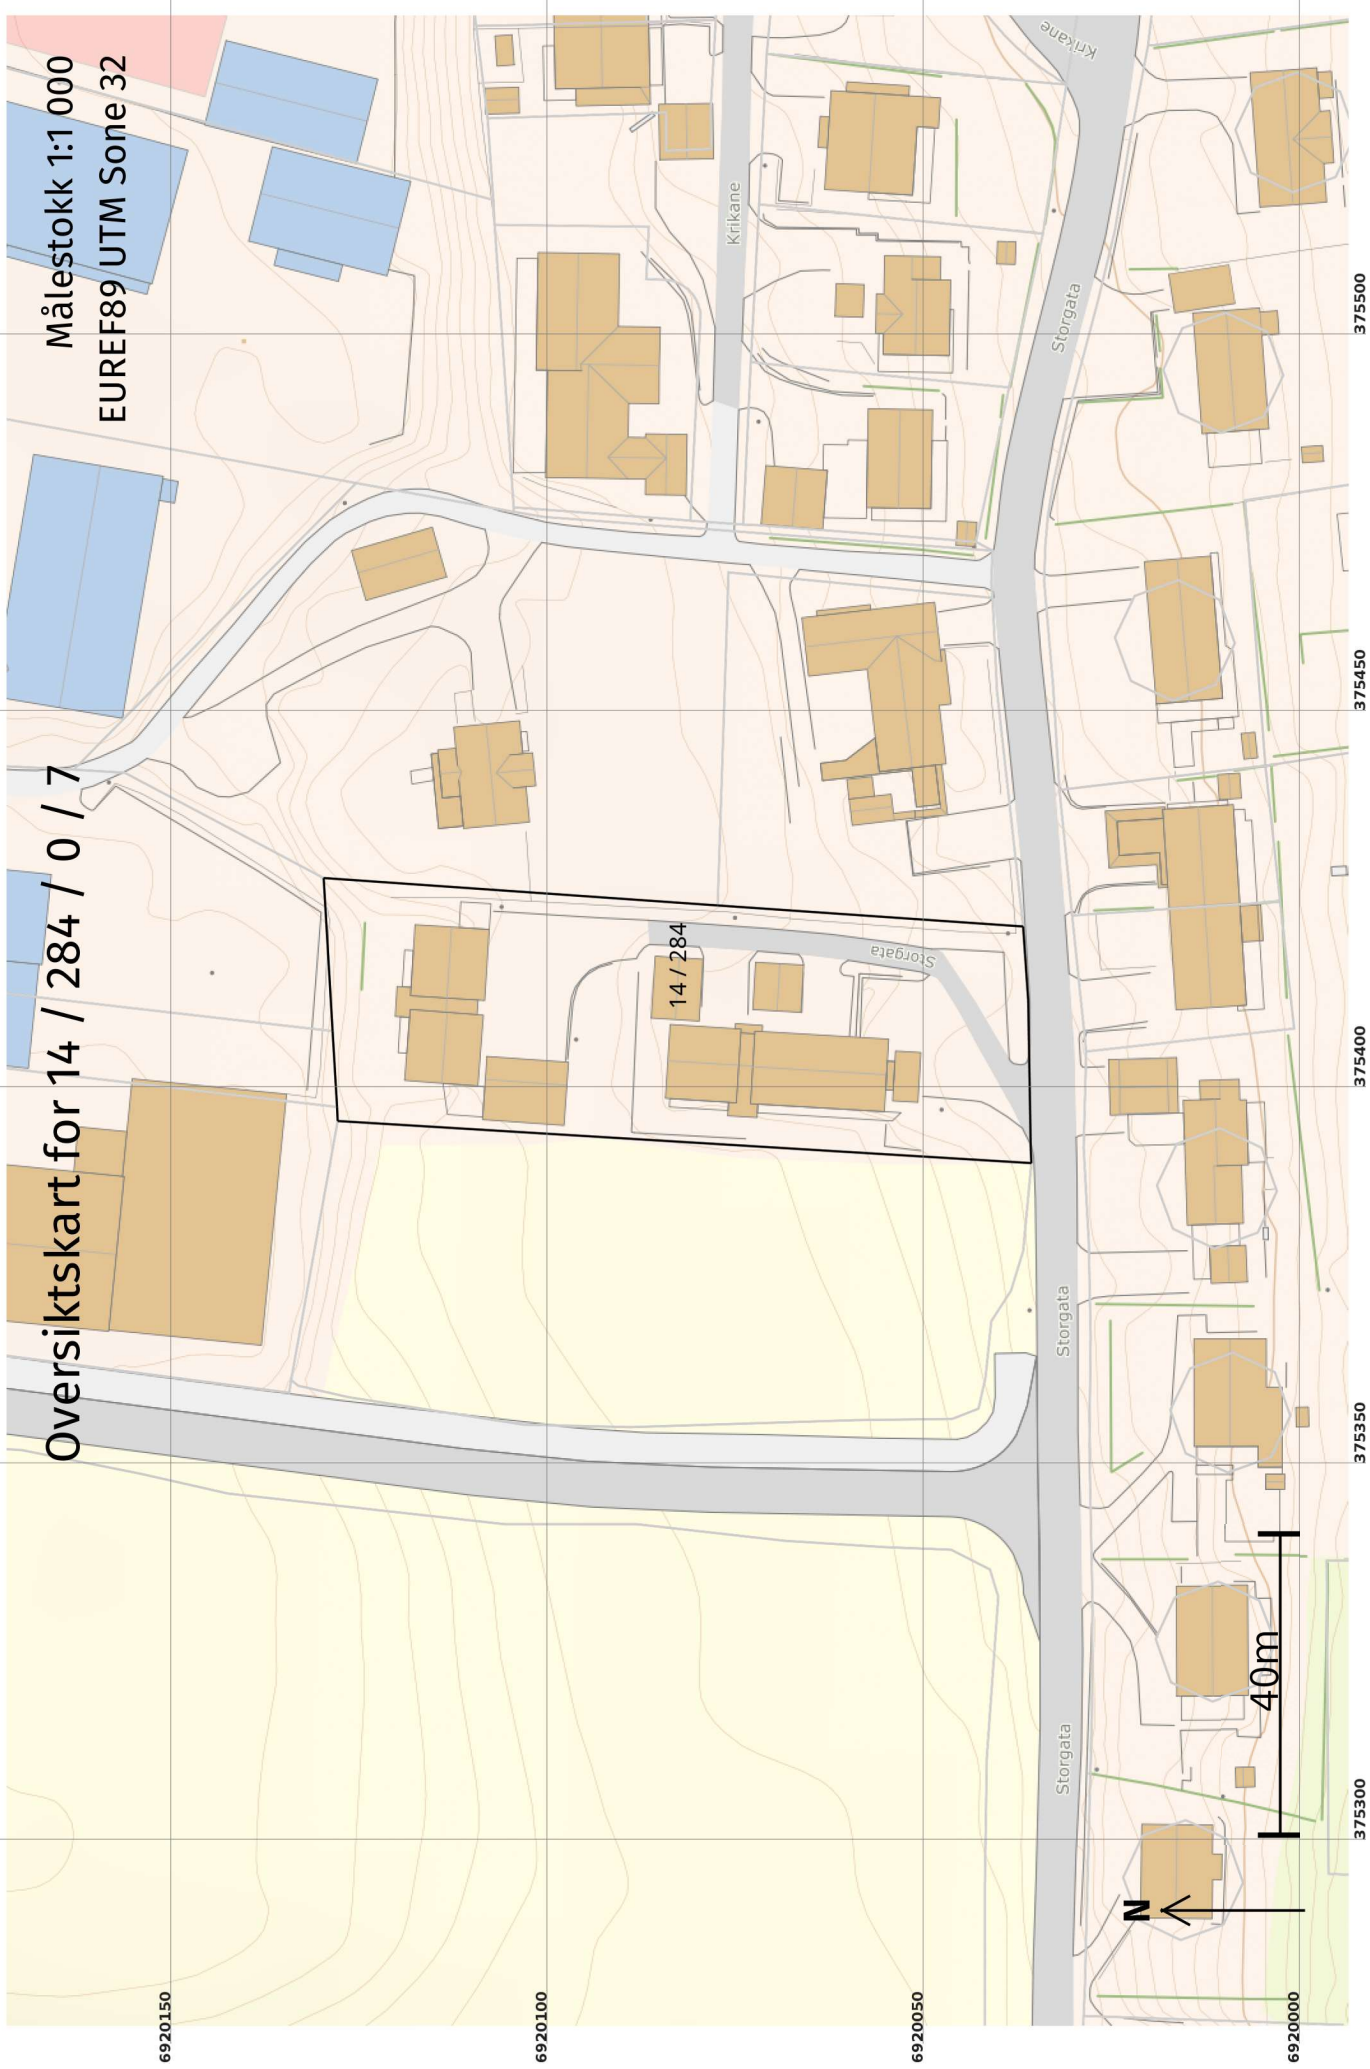 Oversiktskart for 14 / 284 / 0 / 7
Målestokk 1:1 000
EUREF89 UTM Sone 32
Krikane
Krikane
Storgata
14 / 284
Storgata
Storgata
Storgata
40m
N
6920150
6920100
6920050
6920000
375300
375350
375400
375450
375500